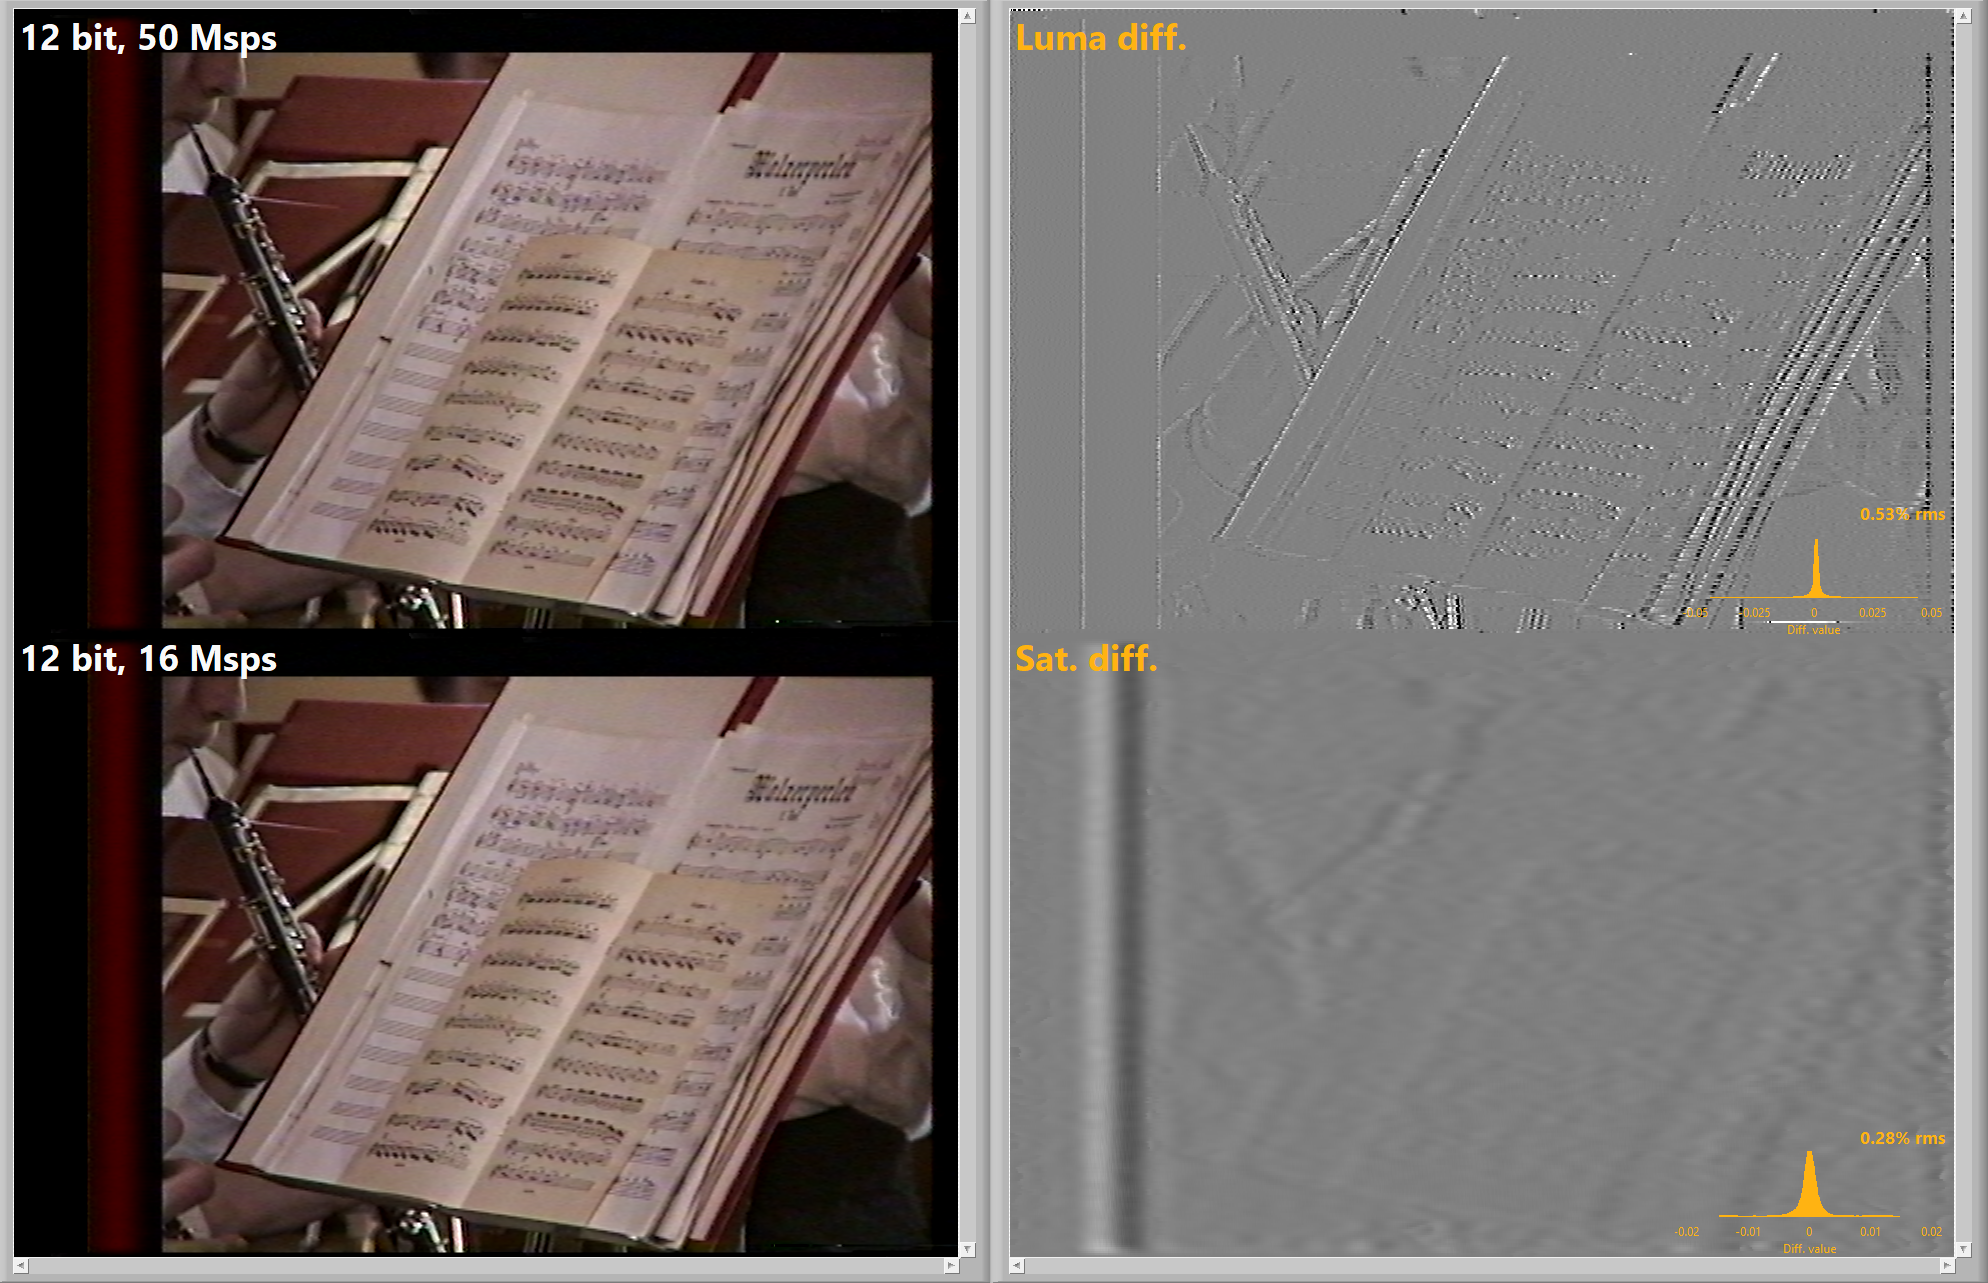 12 bit, 50 Msps
Luma diff.
0.53% rms
0.05 0.025 0 0.025 0.05
Diff. value
12 bit, 16 Msps
Sat. diff.
0.28% rms
-0.02 -0.01 0 0.01 0.02
Diff. value